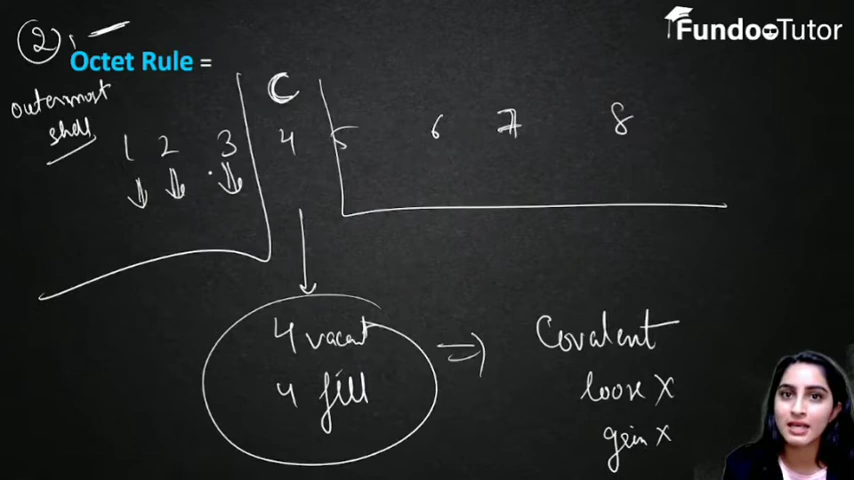 FundooTutor
2
Octet Rule =
outermost
shell
C
1 2 3 4 5 6 7 8
4 vacant
4 fill
⇒ Covalent
loose X
gain X